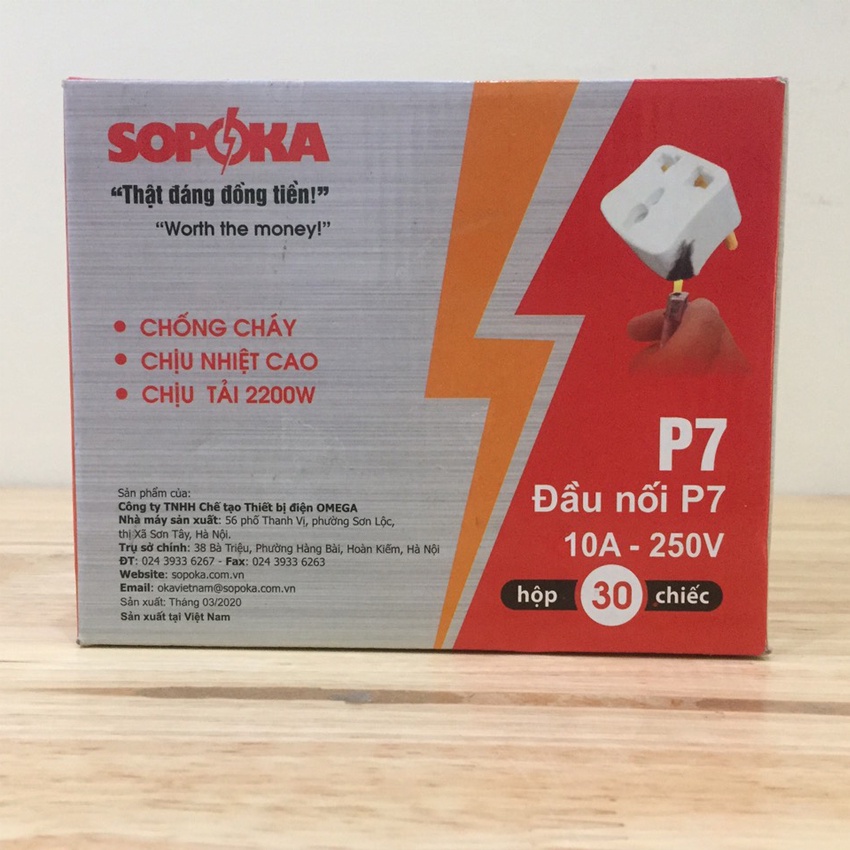 SOPOKA
“Thật đáng đồng tiền!”
“Worth the money!”
• CHỐNG CHÁY
• CHỊU NHIỆT CAO
• CHỊU TẢI 2200W
Sản phẩm của:
Công ty TNHH Chế tạo Thiết bị điện OMEGA
Nhà máy sản xuất: 56 phố Thanh Vị, phường Sơn Lộc,
thị Xã Sơn Tây, Hà Nội.
Trụ sở chính: 38 Bà Triệu, Phường Hàng Bài, Hoàn Kiếm, Hà Nội
ĐT: 024 3933 6267 - Fax: 024 3933 6263
Website: sopoka.com.vn
Email: okavietnam@sopoka.com.vn
Sản xuất: Tháng 03/2020
Sản xuất tại Việt Nam
P7
Đầu nối P7
10A - 250V
hộp 30 chiếc